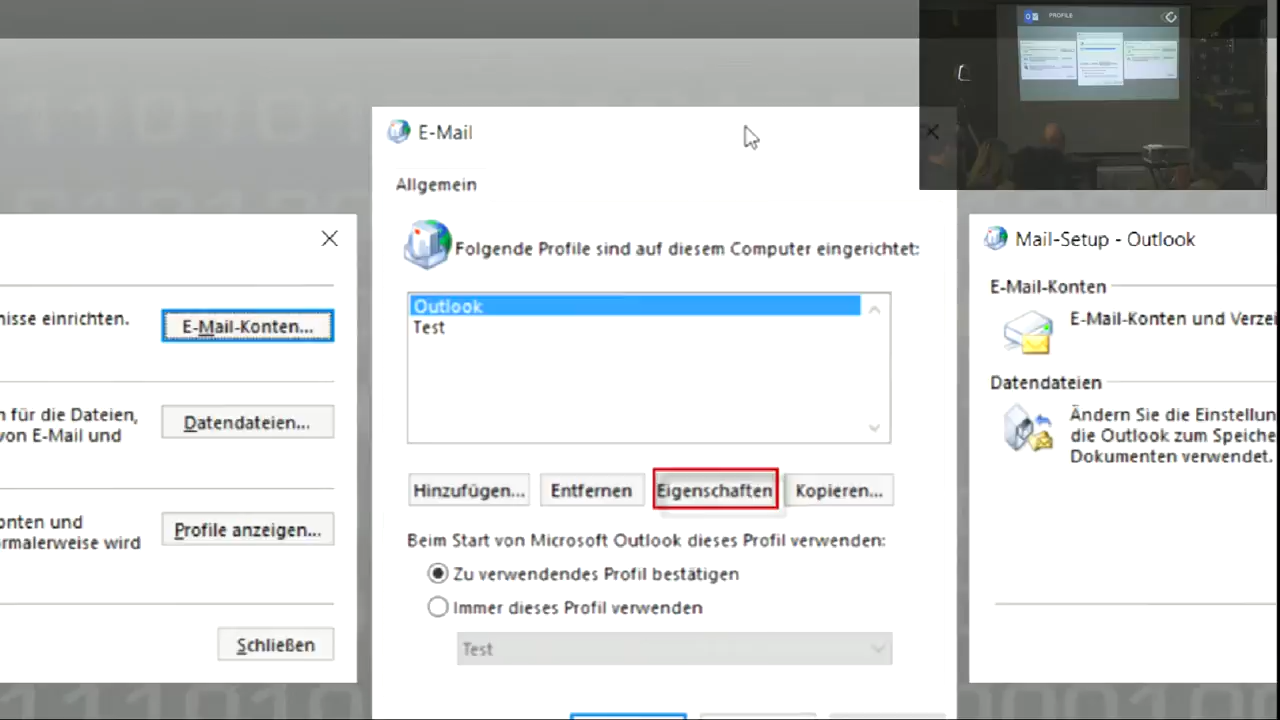 PROFILE
E-Mail
Allgemein
Folgende Profile sind auf diesem Computer eingerichtet:
Outlook
Test
Hinzufügen...
Entfernen
Eigenschaften
Kopieren...
Beim Start von Microsoft Outlook dieses Profil verwenden:
Zu verwendendes Profil bestätigen
Immer dieses Profil verwenden
Test
nisse einrichten.
E-Mail-Konten...
n für die Dateien,
von E-Mail und
Datendateien...
onten und
ormalerweise wird
Profile anzeigen...
Schließen
Mail-Setup - Outlook
E-Mail-Konten
E-Mail-Konten und Verzei
Datendateien
Ändern Sie die Einstellun
die Outlook zum Speiche
Dokumenten verwendet.